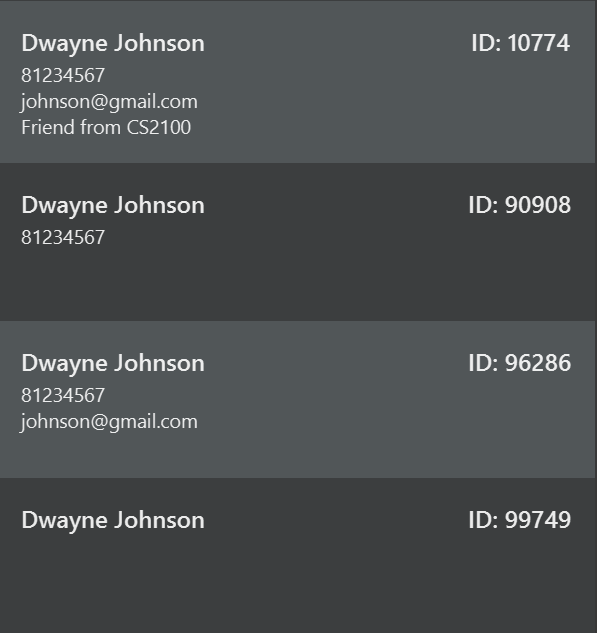 Dwayne Johnson ID: 10774
81234567
johnson@gmail.com
Friend from CS2100
Dwayne Johnson ID: 90908
81234567
Dwayne Johnson ID: 96286
81234567
johnson@gmail.com
Dwayne Johnson ID: 99749